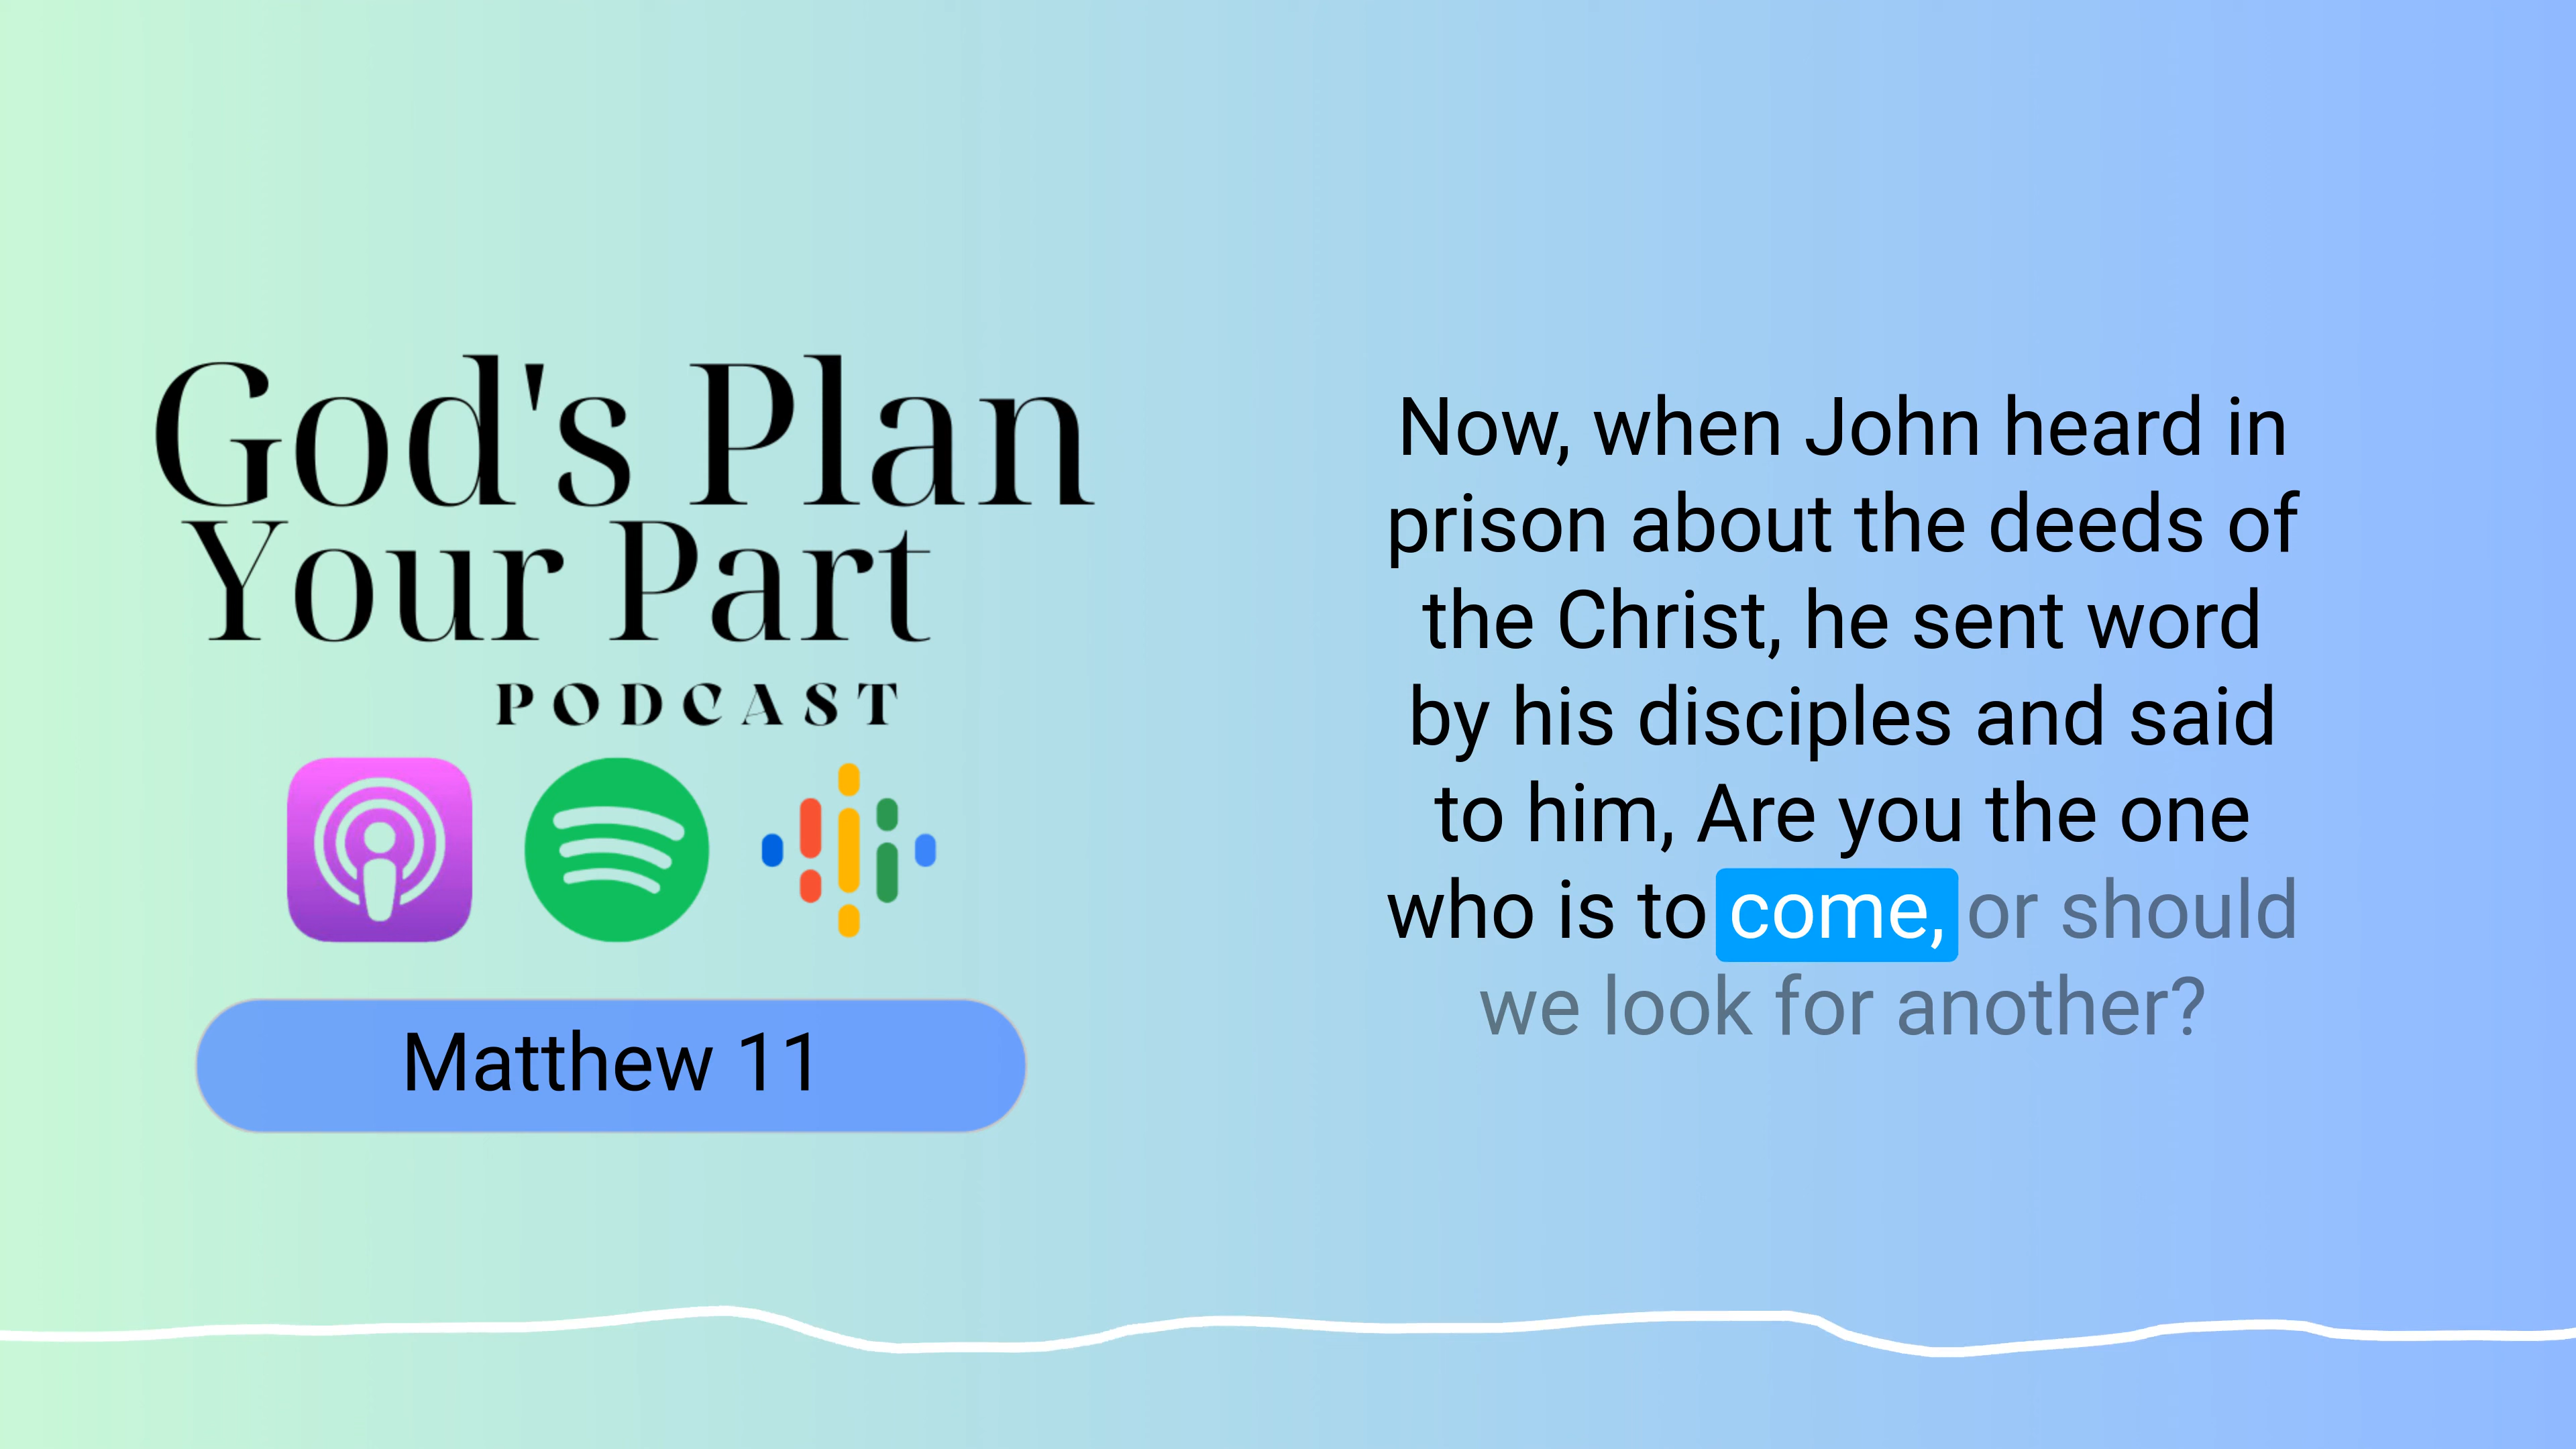 God's Plan
Your Part
PODCAST
Matthew 11
Now, when John heard in
prison about the deeds of
the Christ, he sent word
by his disciples and said
to him, Are you the one
who is to come, or should
we look for another?